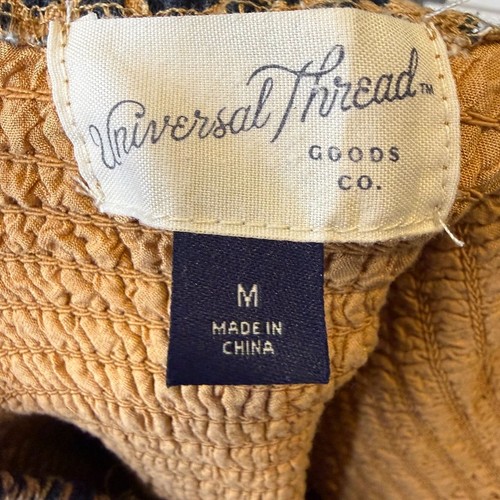 Universal Thread™
GOODS
CO.
M
MADE IN
CHINA